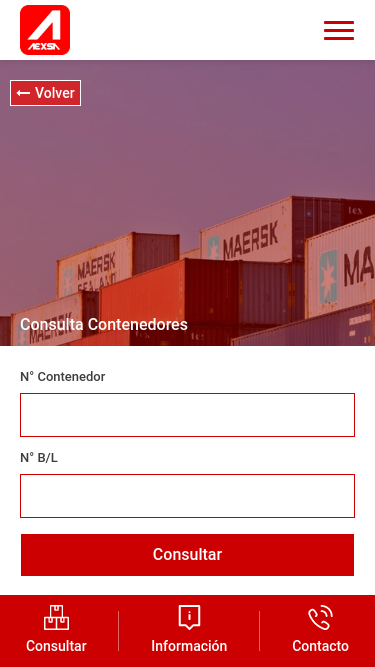 AEXSA
← Volver
tex
MAERSK
MAERSK
SEALAND
MA
Consulta Contenedores
N° Contenedor
N° B/L
Consultar
Consultar
Información
Contacto